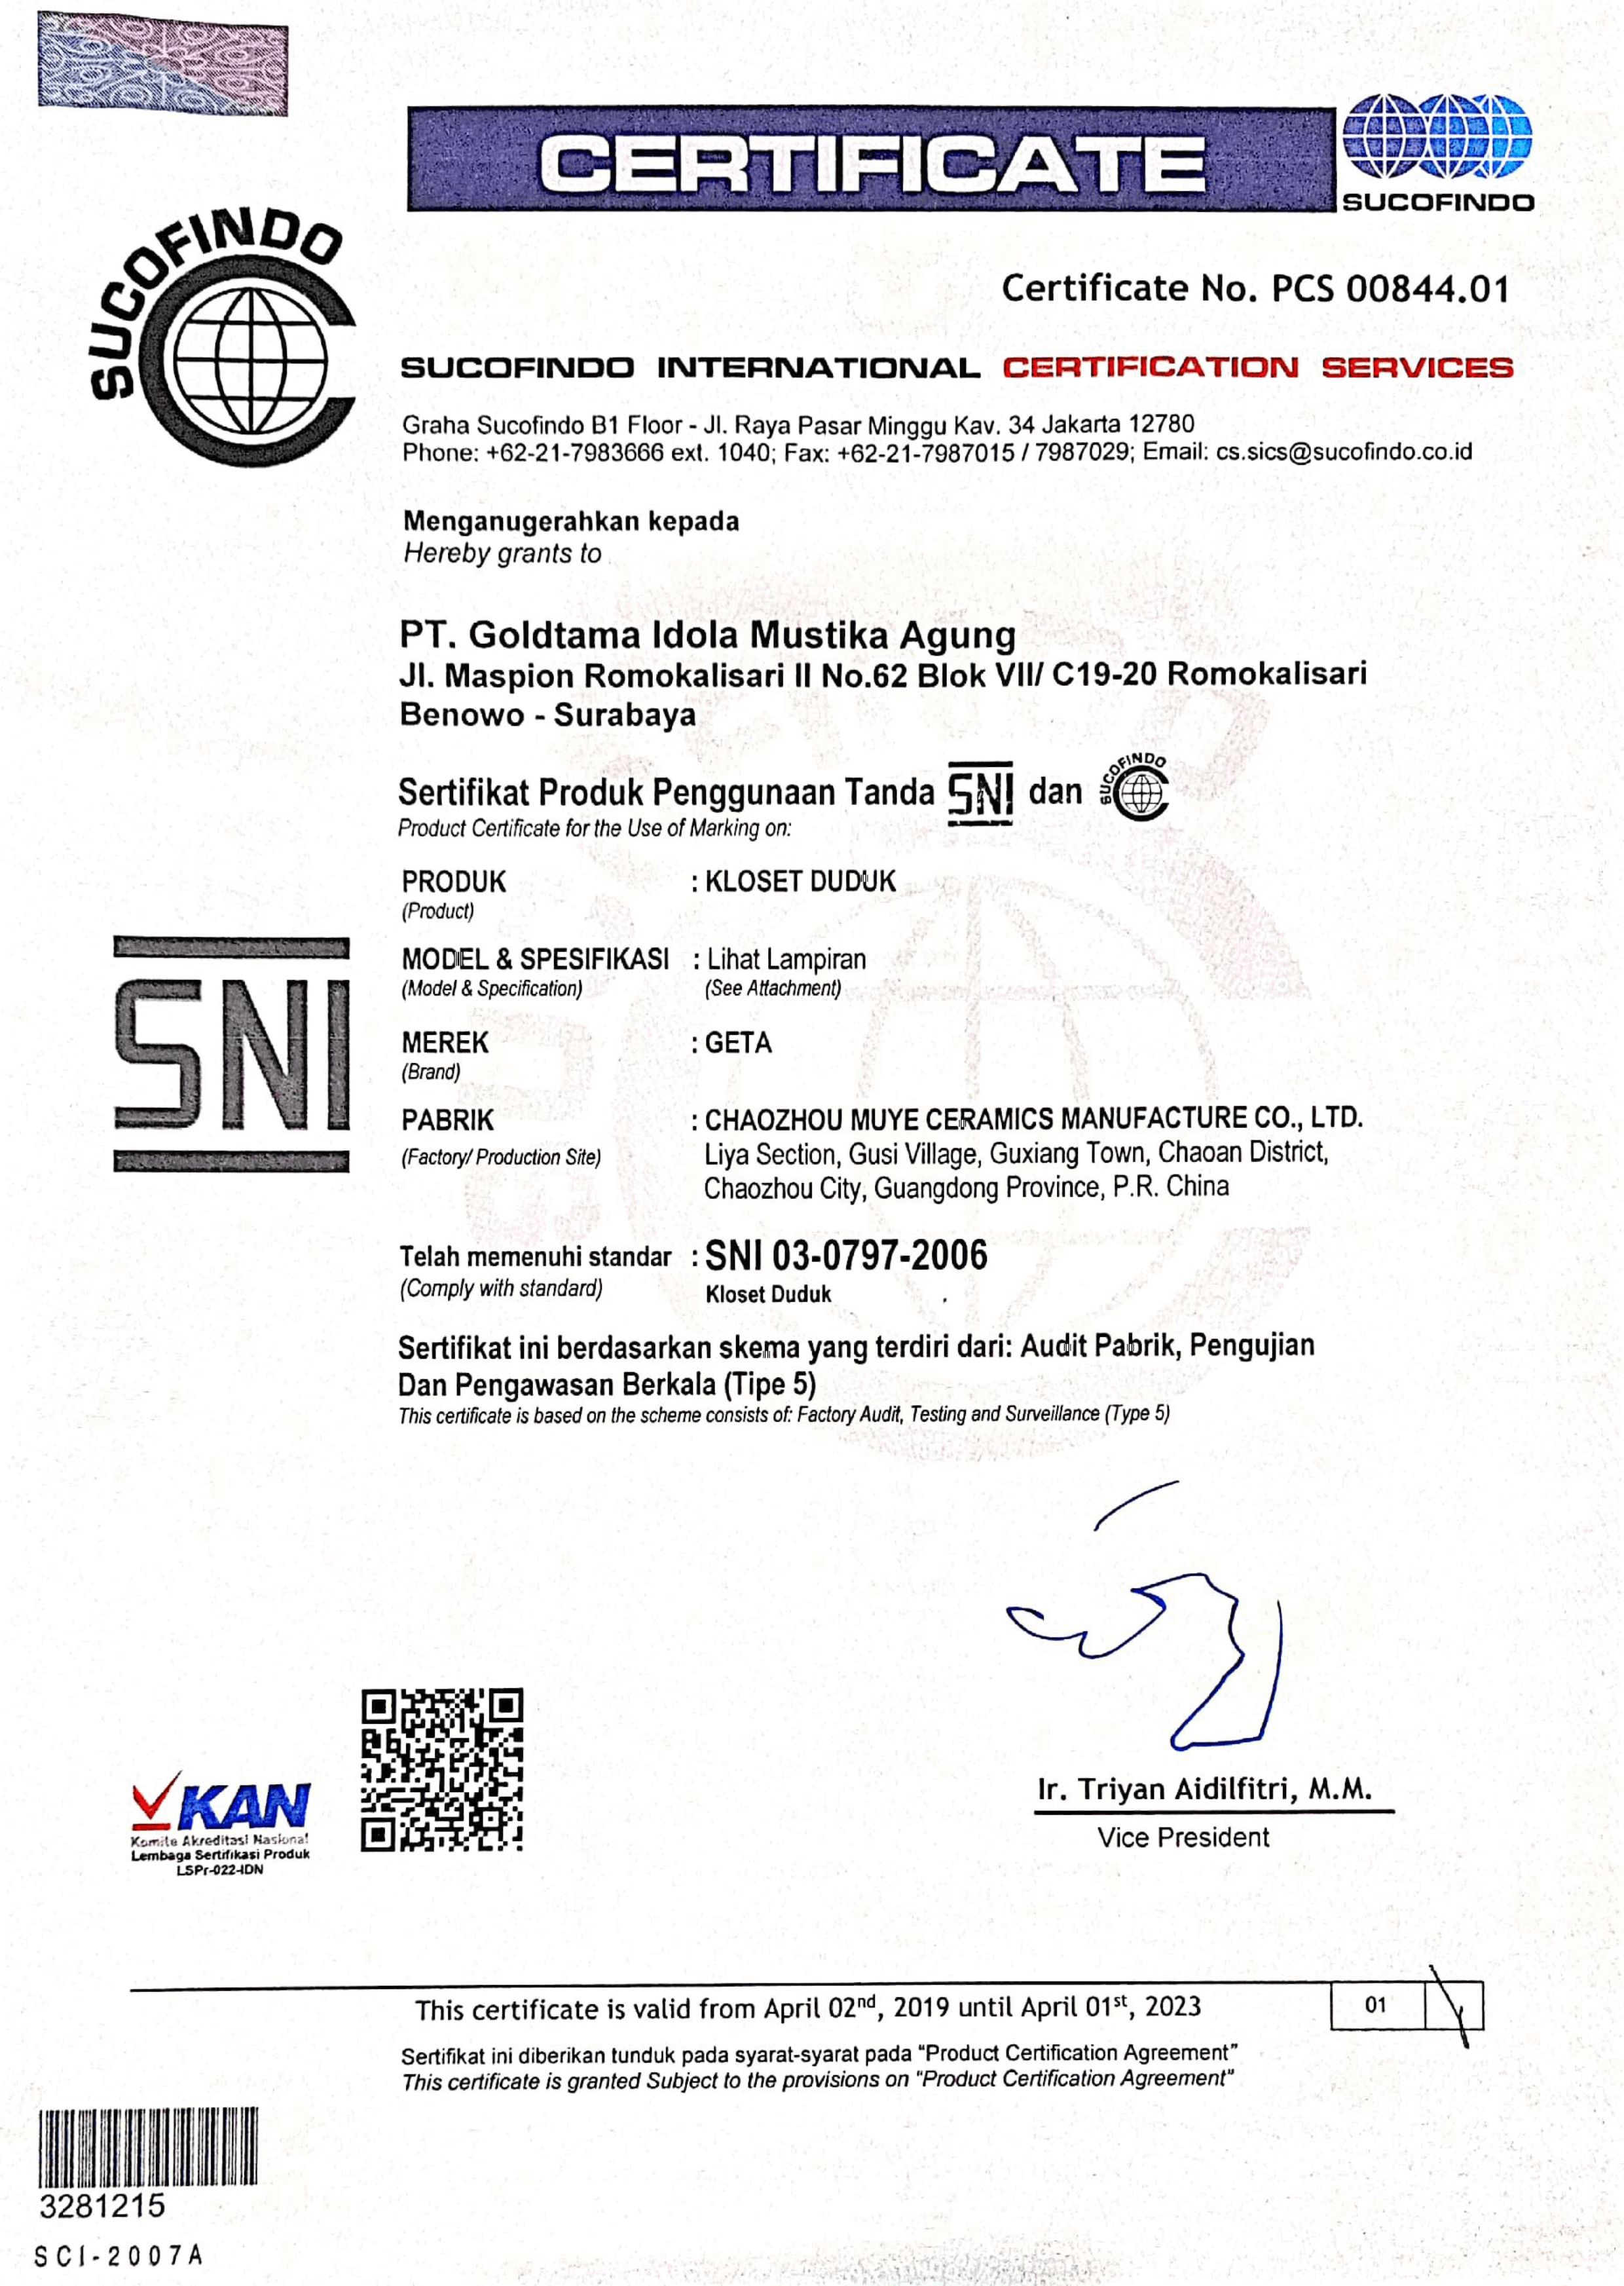 CERTIFICATE
SUCOFINDO
SUCOFINDO
Certificate No. PCS 00844.01
SUCOFINDO INTERNATIONAL CERTIFICATION SERVICES
Graha Sucofindo B1 Floor - Jl. Raya Pasar Minggu Kav. 34 Jakarta 12780
Phone: +62-21-7983666 ext. 1040; Fax: +62-21-7987015 / 7987029; Email: cs.sics@sucofindo.co.id
Menganugerahkan kepada
Hereby grants to
PT. Goldtama Idola Mustika Agung
Jl. Maspion Romokalisari II No.62 Blok VII/ C19-20 Romokalisari
Benowo - Surabaya
Sertifikat Produk Penggunaan Tanda SNI dan SUCOFINDO
Product Certificate for the Use of Marking on:
PRODUK : KLOSET DUDUK
(Product)
MODEL & SPESIFIKASI : Lihat Lampiran
(Model & Specification) (See Attachment)
SNI
MEREK : GETA
(Brand)
PABRIK : CHAOZHOU MUYE CERAMICS MANUFACTURE CO., LTD.
(Factory/ Production Site) Liya Section, Gusi Village, Guxiang Town, Chaoan District,
Chaozhou City, Guangdong Province, P.R. China
Telah memenuhi standar : SNI 03-0797-2006
(Comply with standard) Kloset Duduk
Sertifikat ini berdasarkan skema yang terdiri dari: Audit Pabrik, Pengujian
Dan Pengawasan Berkala (Tipe 5)
This certificate is based on the scheme consists of: Factory Audit, Testing and Surveillance (Type 5)
KAN
Komite Akreditasi Nasional
Lembaga Sertifikasi Produk
LSPr-022-IDN
Ir. Triyan Aidilfitri, M.M.
Vice President
This certificate is valid from April 02nd, 2019 until April 01st, 2023
01
Sertifikat ini diberikan tunduk pada syarat-syarat pada "Product Certification Agreement"
This certificate is granted Subject to the provisions on "Product Certification Agreement"
3281215
SCI-2007A